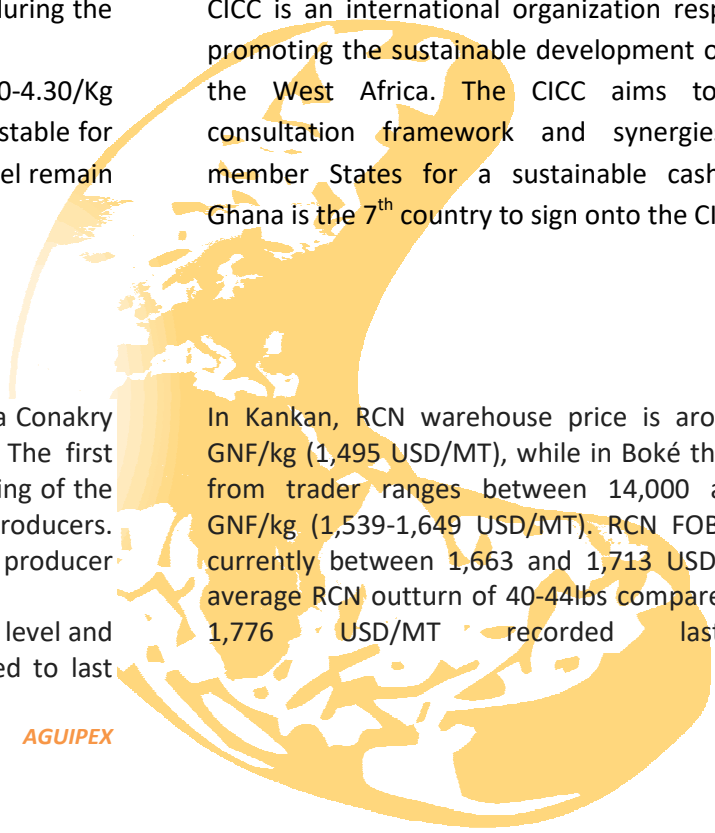 during the
0-4.30/Kg
stable for
el remain
CICC is an international organization resp
promoting the sustainable development o
the West Africa. The CICC aims to
consultation framework and synergie
member States for a sustainable cash
Ghana is the 7th country to sign onto the CI
a Conakry
The first
ing of the
roducers.
producer
level and
ed to last
AGUIPEX
In Kankan, RCN warehouse price is aro
GNF/kg (1,495 USD/MT), while in Boké th
from trader ranges between 14,000 a
GNF/kg (1,539-1,649 USD/MT). RCN FOB
currently between 1,663 and 1,713 USD
average RCN outturn of 40-44lbs compare
1,776 USD/MT recorded last